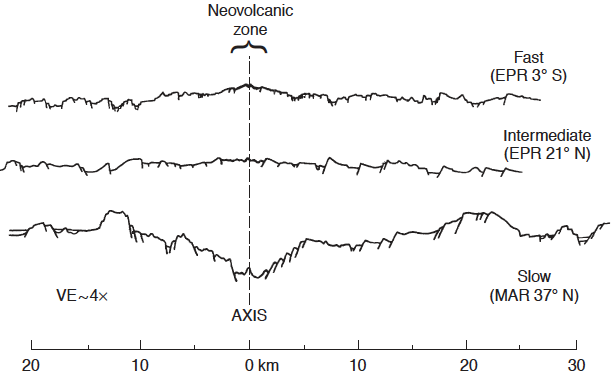 Neovolcanic
zone
Fast
(EPR 3° S)
Intermediate
(EPR 21° N)
Slow
(MAR 37° N)
VE~4×
AXIS
20 10 0 km 10 20 30